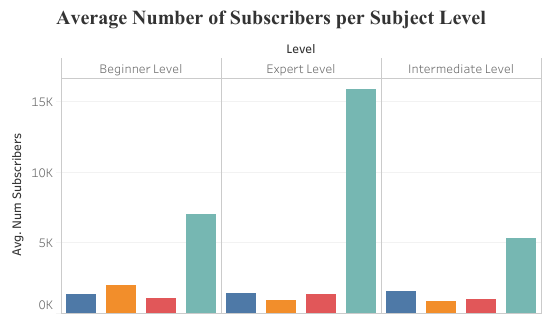 Average Number of Subscribers per Subject Level
Level
Beginner Level Expert Level Intermediate Level
Avg. Num Subscribers
15K
10K
5K
0K